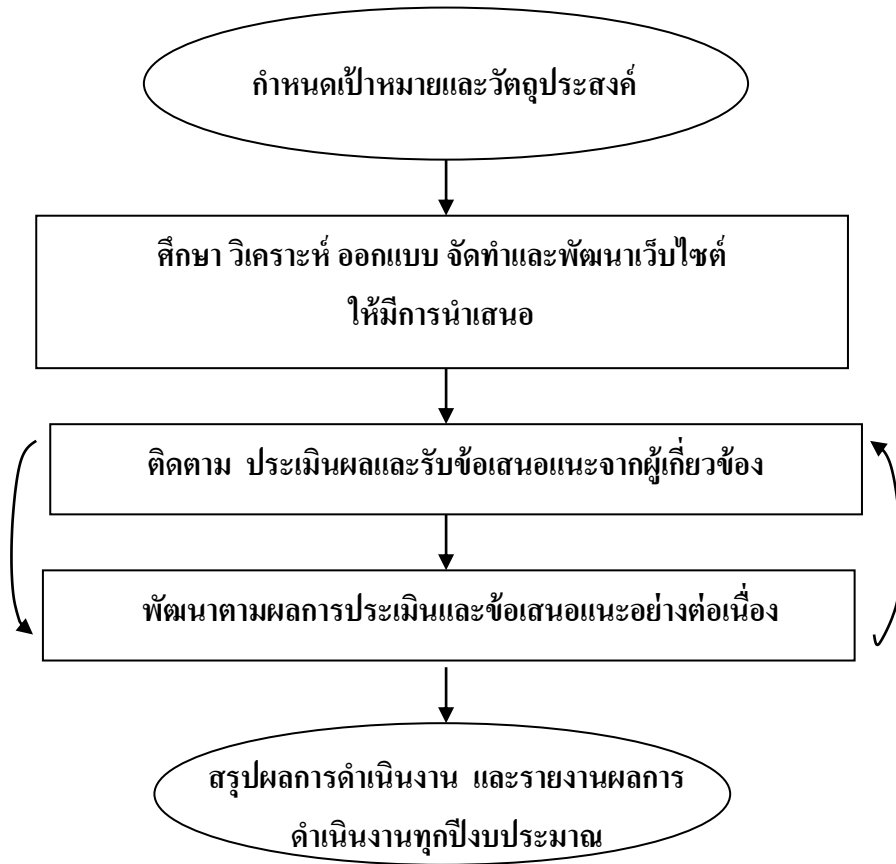 กำหนดเป้าหมายและวัตถุประสงค์
ศึกษา วิเคราะห์ ออกแบบ จัดทำและพัฒนาเว็บไซต์
ให้มีการนำเสนอ
ติดตาม ประเมินผลและรับข้อเสนอแนะจากผู้เกี่ยวข้อง
พัฒนาตามผลการประเมินและข้อเสนอแนะอย่างต่อเนื่อง
สรุปผลการดำเนินงาน และรายงานผลการ
ดำเนินงานทุกปีงบประมาณ